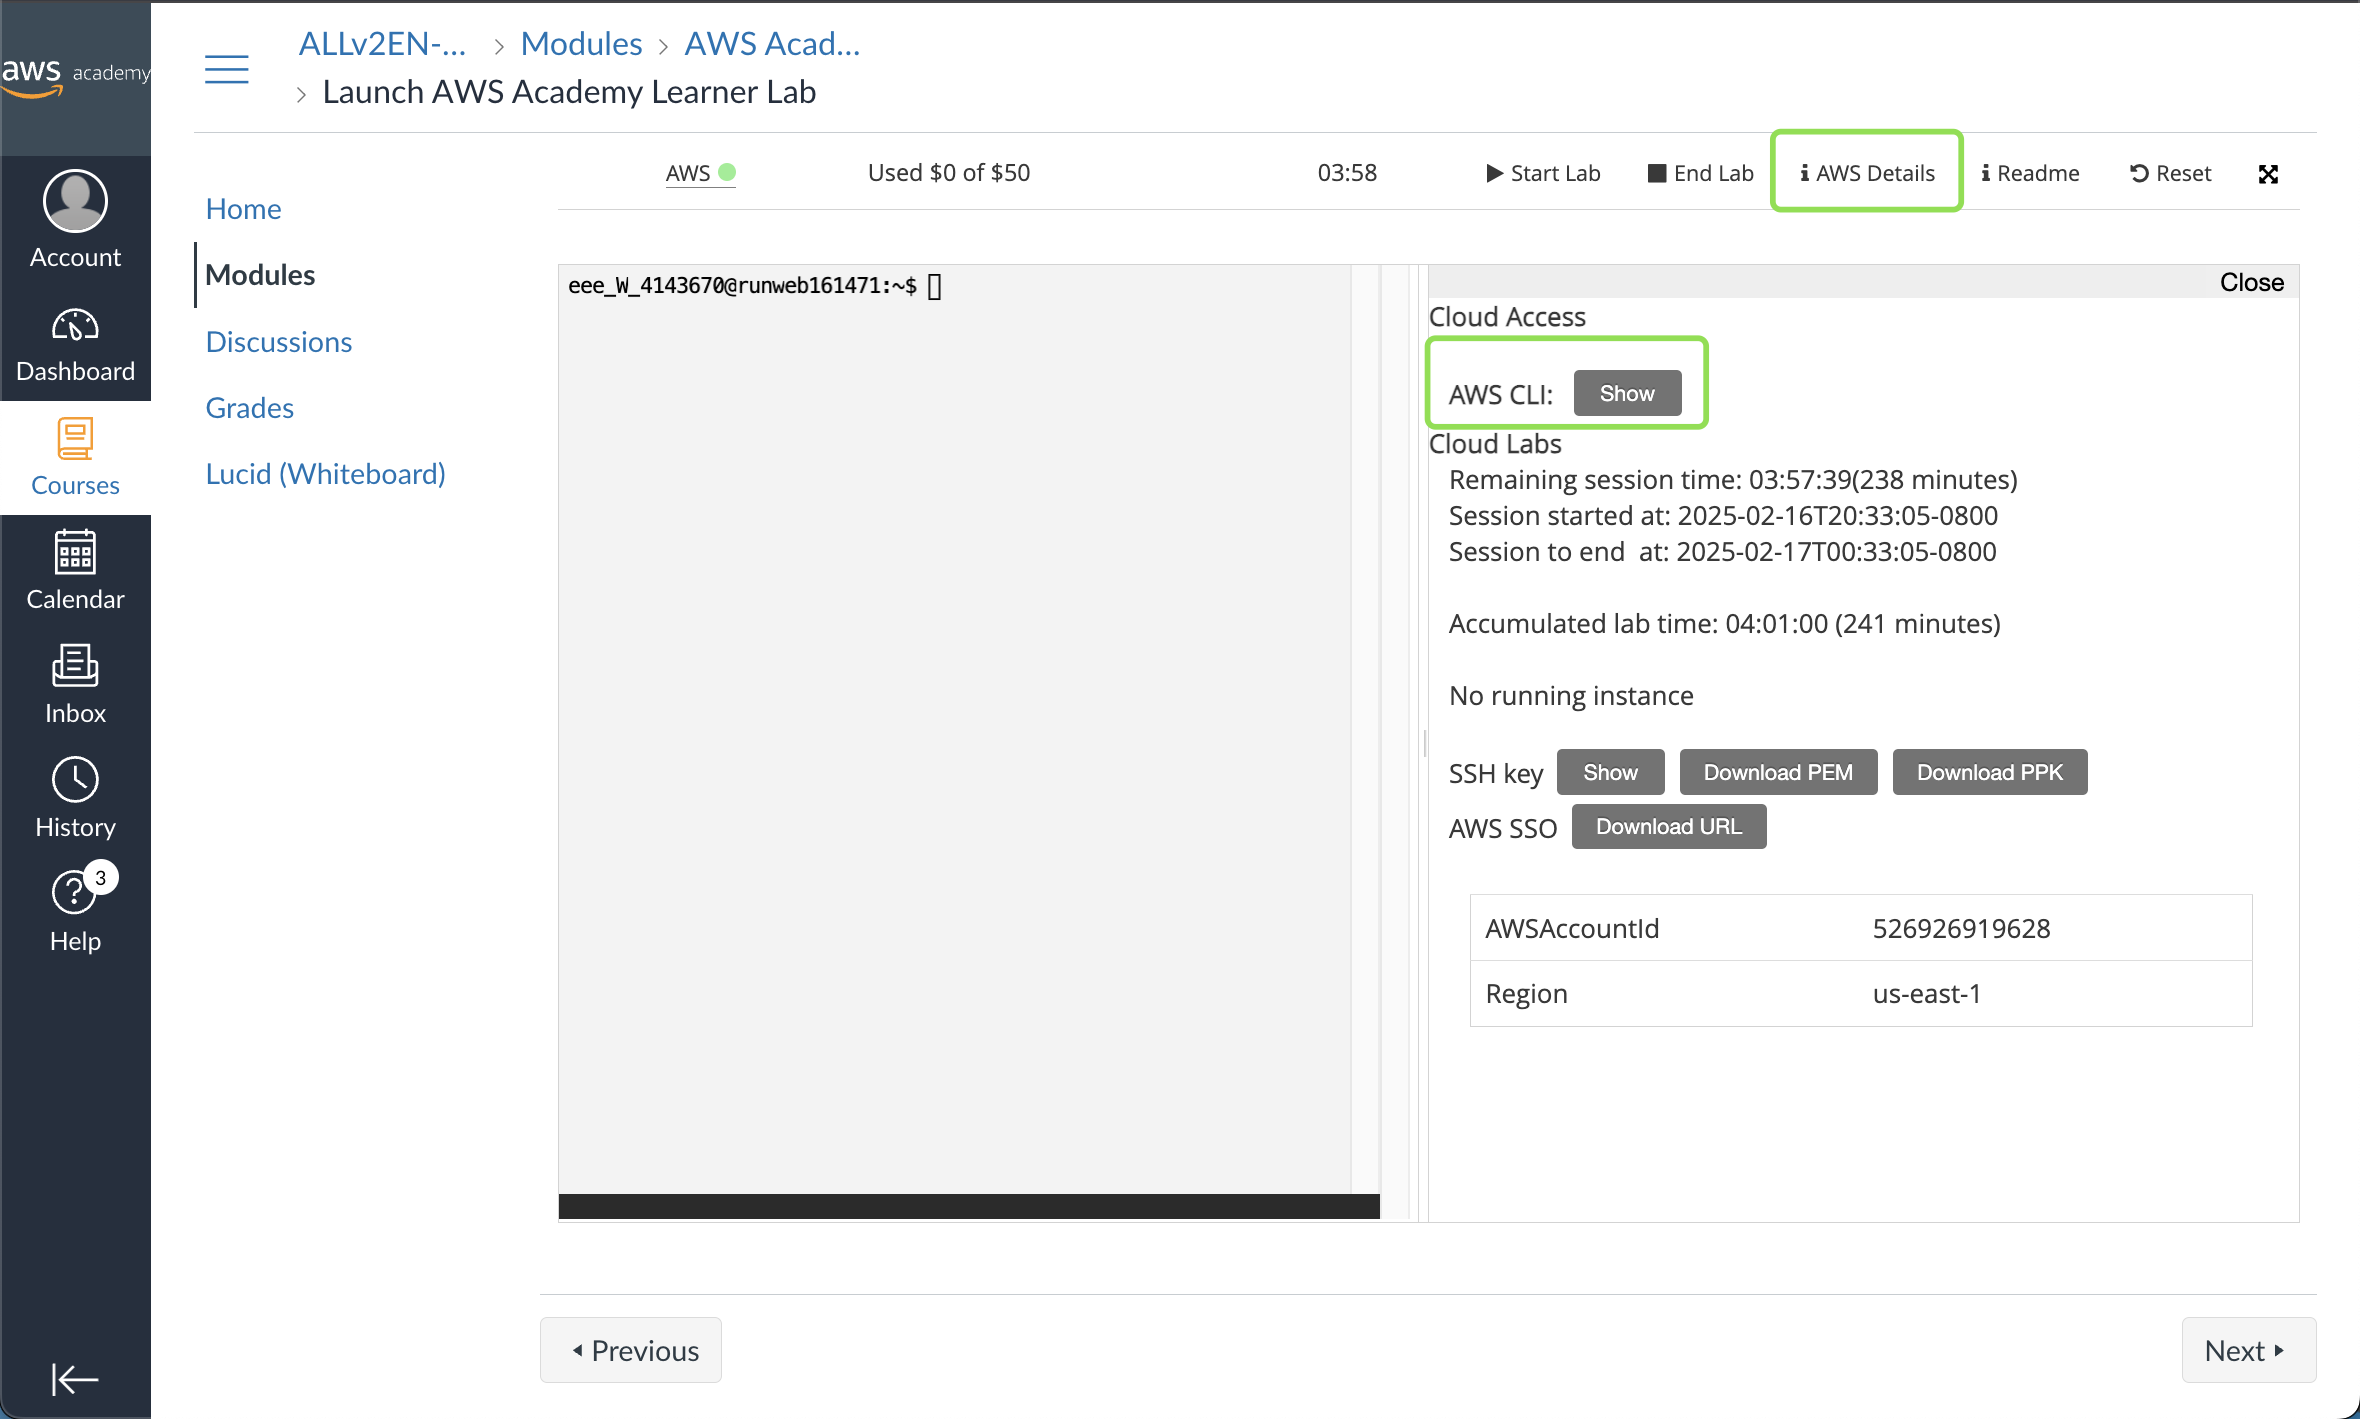 aws academy
Account
Dashboard
Courses
Calendar
Inbox
History
3
Help
ALLv2EN-... > Modules > AWS Acad...
> Launch AWS Academy Learner Lab
Home
Modules
Discussions
Grades
Lucid (Whiteboard)
AWS Used $0 of $50 03:58 Start Lab End Lab AWS Details Readme Reset
eee_W_4143670@runweb161471:~$
Close
Cloud Access
AWS CLI: Show
Cloud Labs
Remaining session time: 03:57:39(238 minutes)
Session started at: 2025-02-16T20:33:05-0800
Session to end at: 2025-02-17T00:33:05-0800
Accumulated lab time: 04:01:00 (241 minutes)
No running instance
SSH key Show Download PEM Download PPK
AWS SSO Download URL
AWSAccountId 526926919628
Region us-east-1
Previous
Next